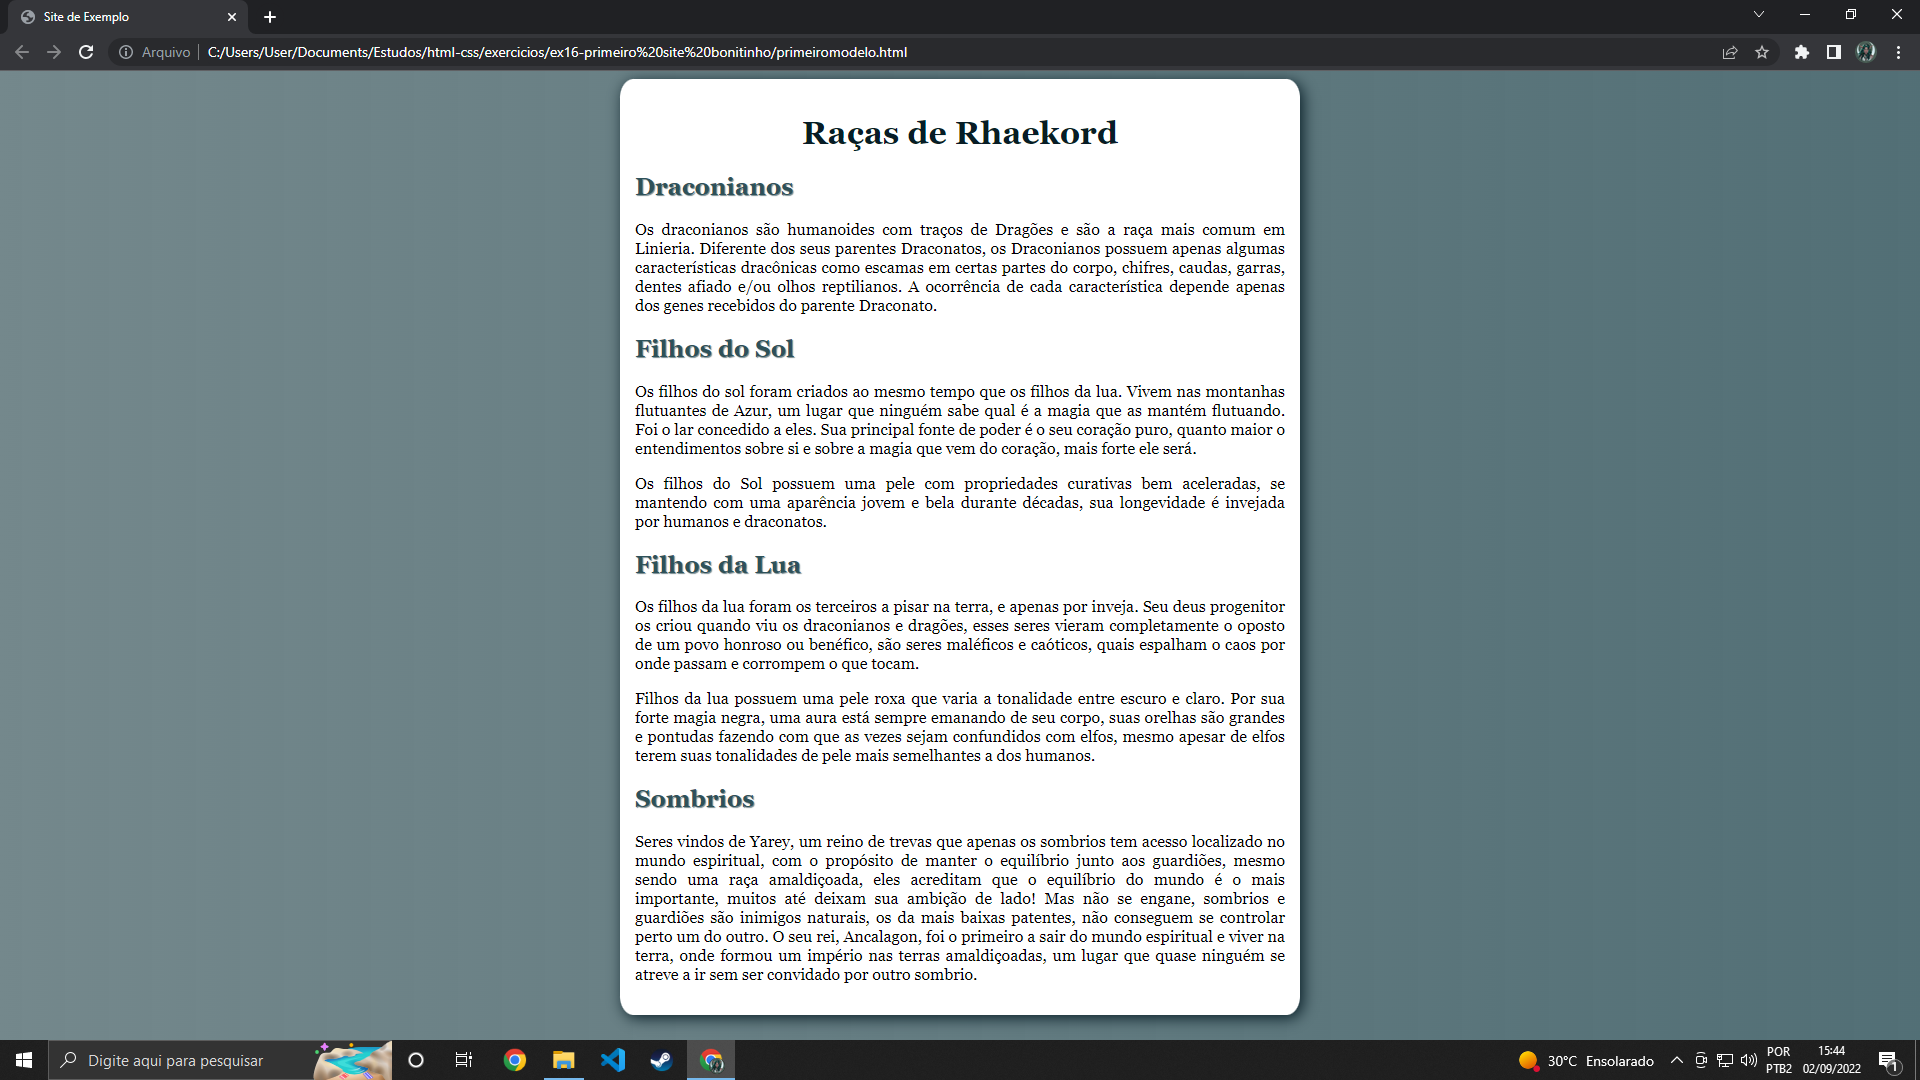 Site de Exemplo
Arquivo
C:/Users/User/Documents/Estudos/html-css/exercicios/ex16-primeiro%20site%20bonitinho/primeiromodelo.html
Raças de Rhaekord
Draconianos
Os draconianos são humanoides com traços de Dragões e são a raça mais comum em
Linieria. Diferente dos seus parentes Draconatos, os Draconianos possuem apenas algumas
características dracônicas como escamas em certas partes do corpo, chifres, caudas, garras,
dentes afiado e/ou olhos reptilianos. A ocorrência de cada característica depende apenas
dos genes recebidos do parente Draconato.
Filhos do Sol
Os filhos do sol foram criados ao mesmo tempo que os filhos da lua. Vivem nas montanhas
flutuantes de Azur, um lugar que ninguém sabe qual é a magia que as mantém flutuando.
Foi o lar concedido a eles. Sua principal fonte de poder é o seu coração puro, quanto maior o
entendimentos sobre si e sobre a magia que vem do coração, mais forte ele será.
Os filhos do Sol possuem uma pele com propriedades curativas bem aceleradas, se
mantendo com uma aparência jovem e bela durante décadas, sua longevidade é invejada
por humanos e draconatos.
Filhos da Lua
Os filhos da lua foram os terceiros a pisar na terra, e apenas por inveja. Seu deus progenitor
os criou quando viu os draconianos e dragões, esses seres vieram completamente o oposto
de um povo honroso ou benéfico, são seres maléficos e caóticos, quais espalham o caos por
onde passam e corrompem o que tocam.
Filhos da lua possuem uma pele roxa que varia a tonalidade entre escuro e claro. Por sua
forte magia negra, uma aura está sempre emanando de seu corpo, suas orelhas são grandes
e pontudas fazendo com que as vezes sejam confundidos com elfos, mesmo apesar de elfos
terem suas tonalidades de pele mais semelhantes a dos humanos.
Sombrios
Seres vindos de Yarey, um reino de trevas que apenas os sombrios tem acesso localizado no
mundo espiritual, com o propósito de manter o equilíbrio junto aos guardiões, mesmo
sendo uma raça amaldiçoada, eles acreditam que o equilíbrio do mundo é o mais
importante, muitos até deixam sua ambição de lado! Mas não se engane, sombrios e
guardiões são inimigos naturais, os da mais baixas patentes, não conseguem se controlar
perto um do outro. O seu rei, Ancalagon, foi o primeiro a sair do mundo espiritual e viver na
terra, onde formou um império nas terras amaldiçoadas, um lugar que quase ninguém se
atreve a ir sem ser convidado por outro sombrio.
Digite aqui para pesquisar
30°C Ensolarado
POR
PTB2
15:44
02/09/2022
1